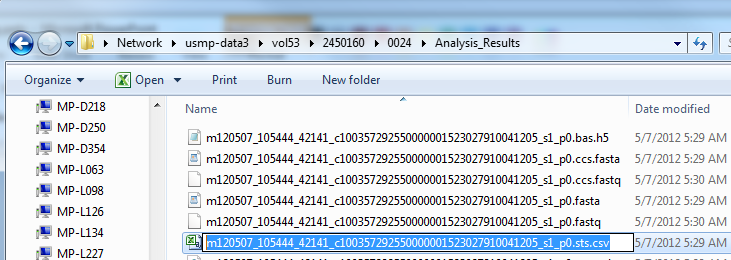 Network ▸ usmp-data3 ▸ vol53 ▸ 2450160 ▸ 0024 ▸ Analysis_Results
Organize Open Print Burn New folder
Name Date modified
MP-D218
MP-D250
MP-D354
MP-L063
MP-L098
MP-L126
MP-L134
MP-L227
m120507_105444_42141_c100357292550000001523027910041205_s1_p0.bas.h5 5/7/2012 5:29 AM
m120507_105444_42141_c100357292550000001523027910041205_s1_p0.ccs.fasta 5/7/2012 5:29 AM
m120507_105444_42141_c100357292550000001523027910041205_s1_p0.ccs.fastq 5/7/2012 5:30 AM
m120507_105444_42141_c100357292550000001523027910041205_s1_p0.fasta 5/7/2012 5:29 AM
m120507_105444_42141_c100357292550000001523027910041205_s1_p0.fastq 5/7/2012 5:30 AM
m120507_105444_42141_c100357292550000001523027910041205_s1_p0.sts.csv 5/7/2012 5:29 AM